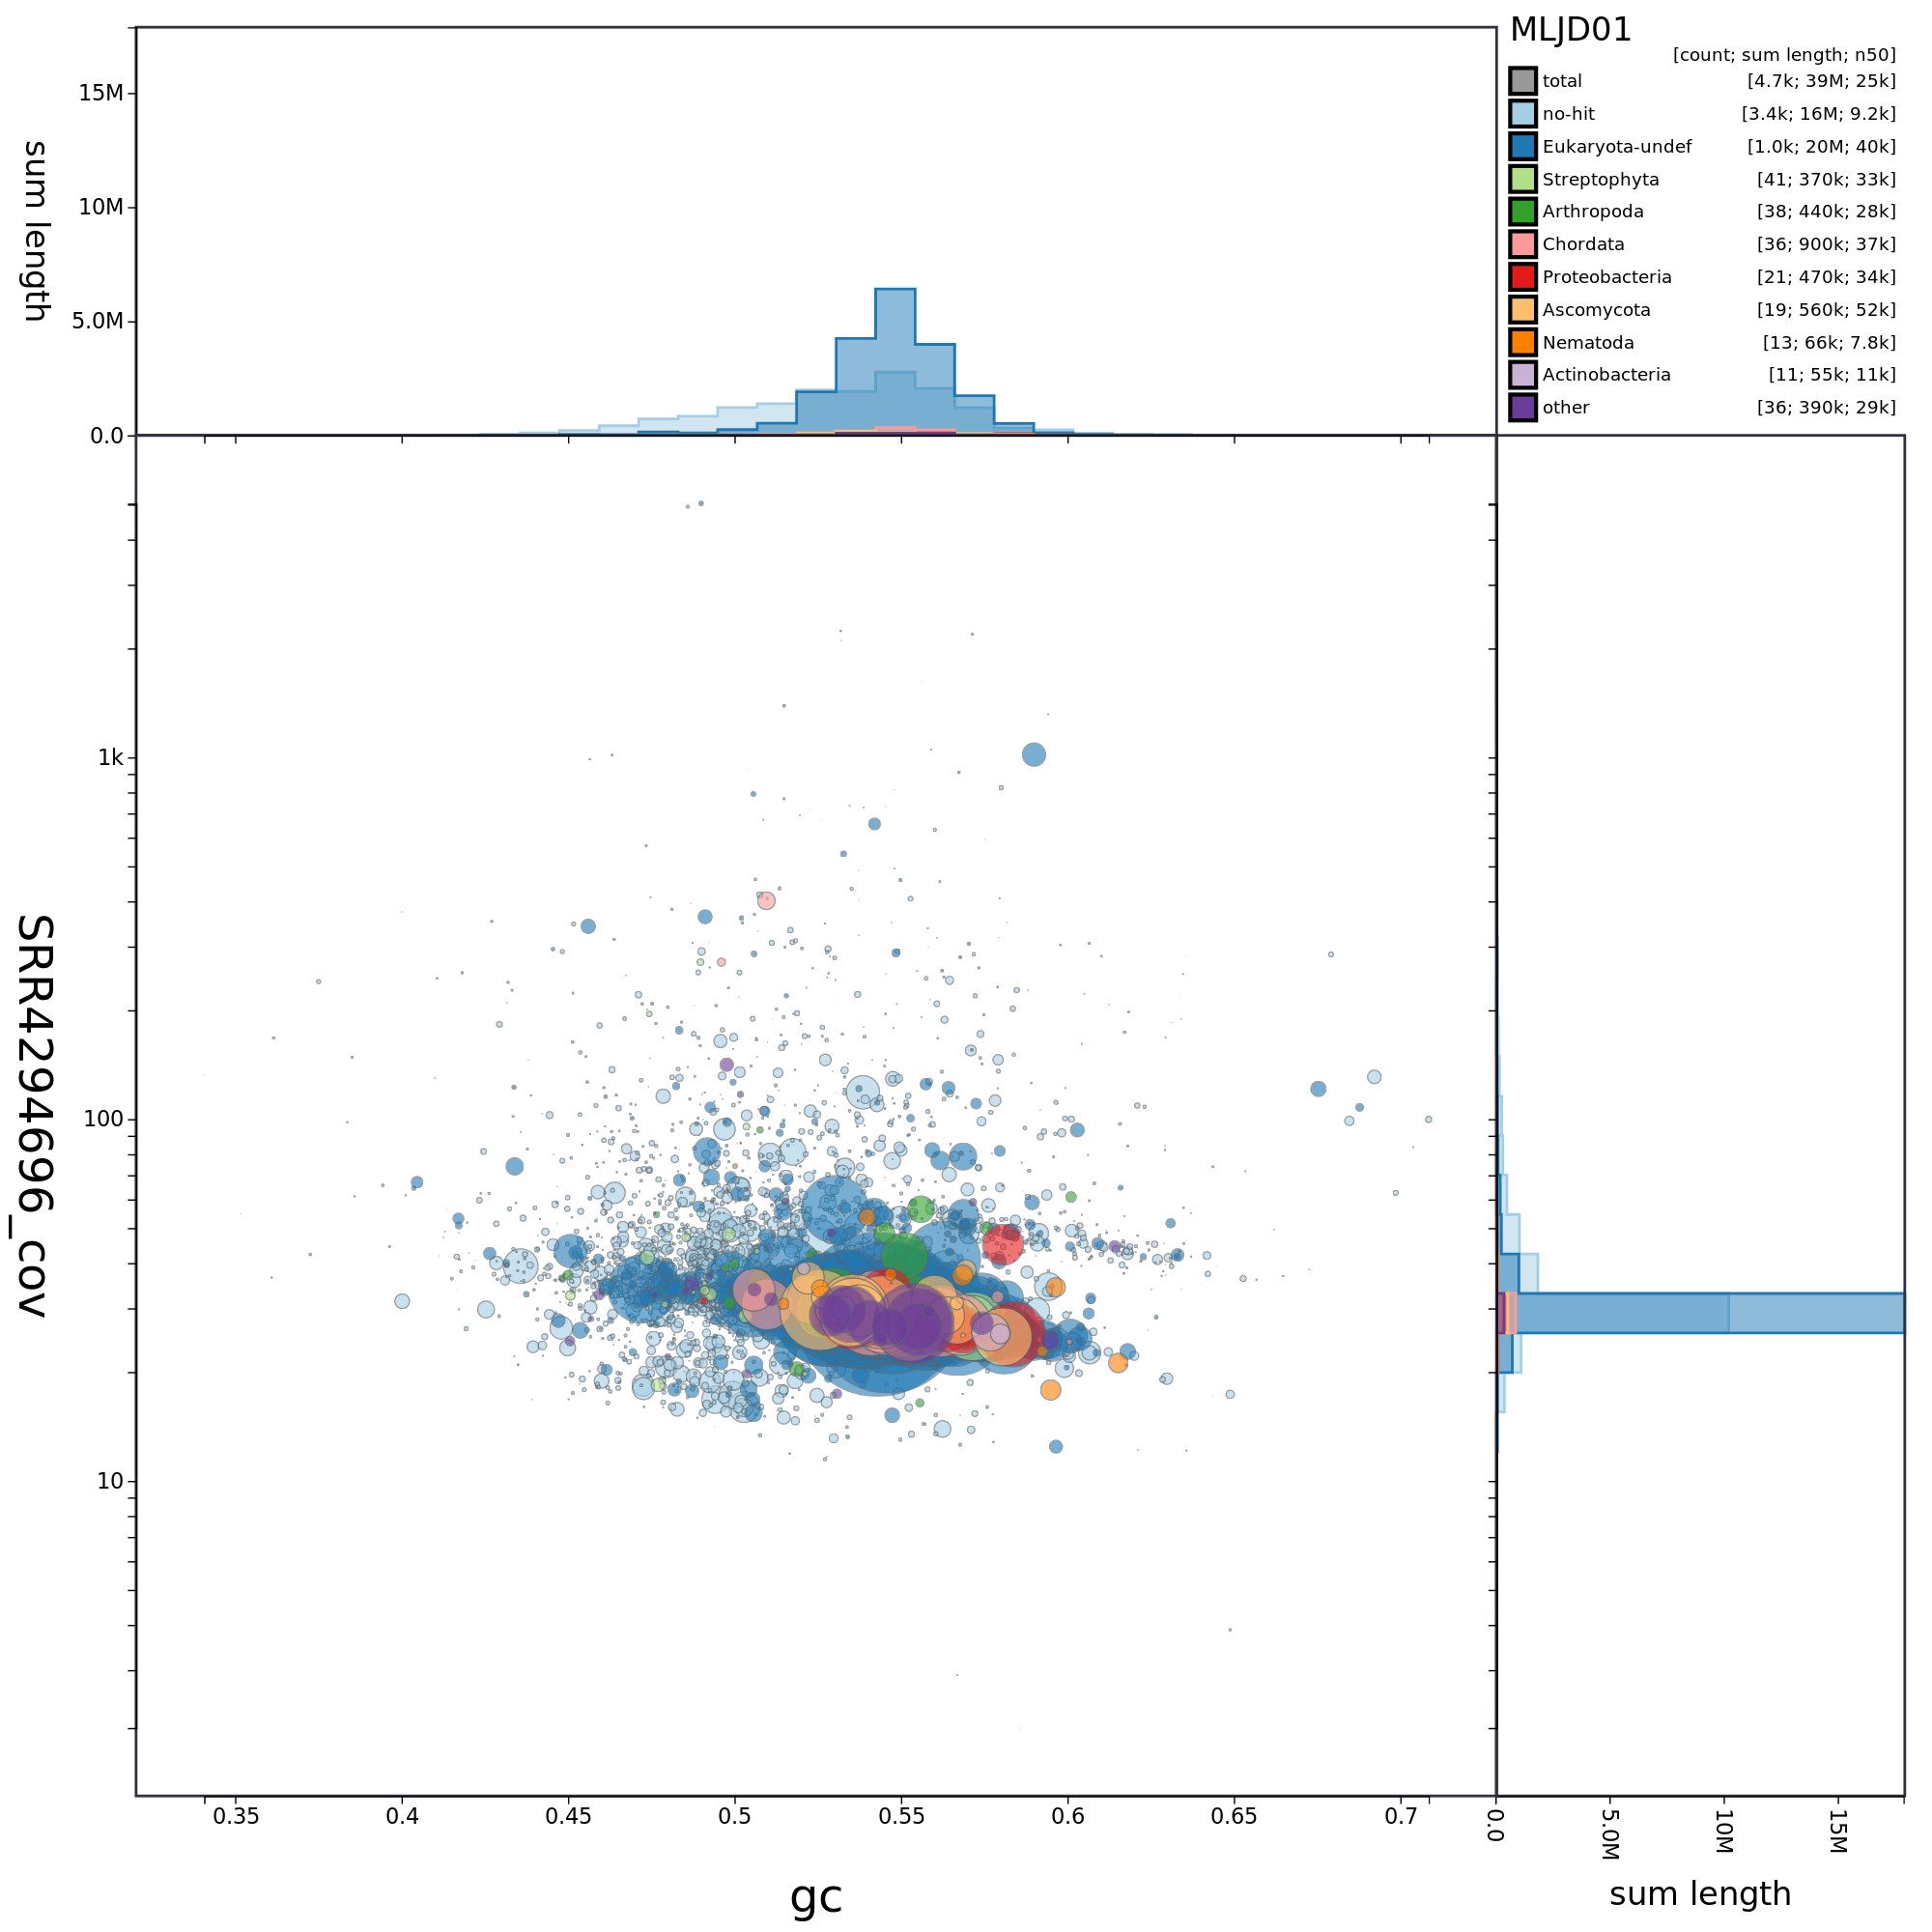 MLJD01
[count; sum length; n50]
total [4.7k; 39M; 25k]
no-hit [3.4k; 16M; 9.2k]
Eukaryota-undef [1.0k; 20M; 40k]
Streptophyta [41; 370k; 33k]
Arthropoda [38; 440k; 28k]
Chordata [36; 900k; 37k]
Proteobacteria [21; 470k; 34k]
Ascomycota [19; 560k; 52k]
Nematoda [13; 66k; 7.8k]
Actinobacteria [11; 55k; 11k]
other [36; 390k; 29k]
sum length
15M
10M
5.0M
0.0
SRR4294696_cov
1k
100
10
0.35 0.4 0.45 0.5 0.55 0.6 0.65 0.7
gc
0.0 5.0M 10M 15M
sum length